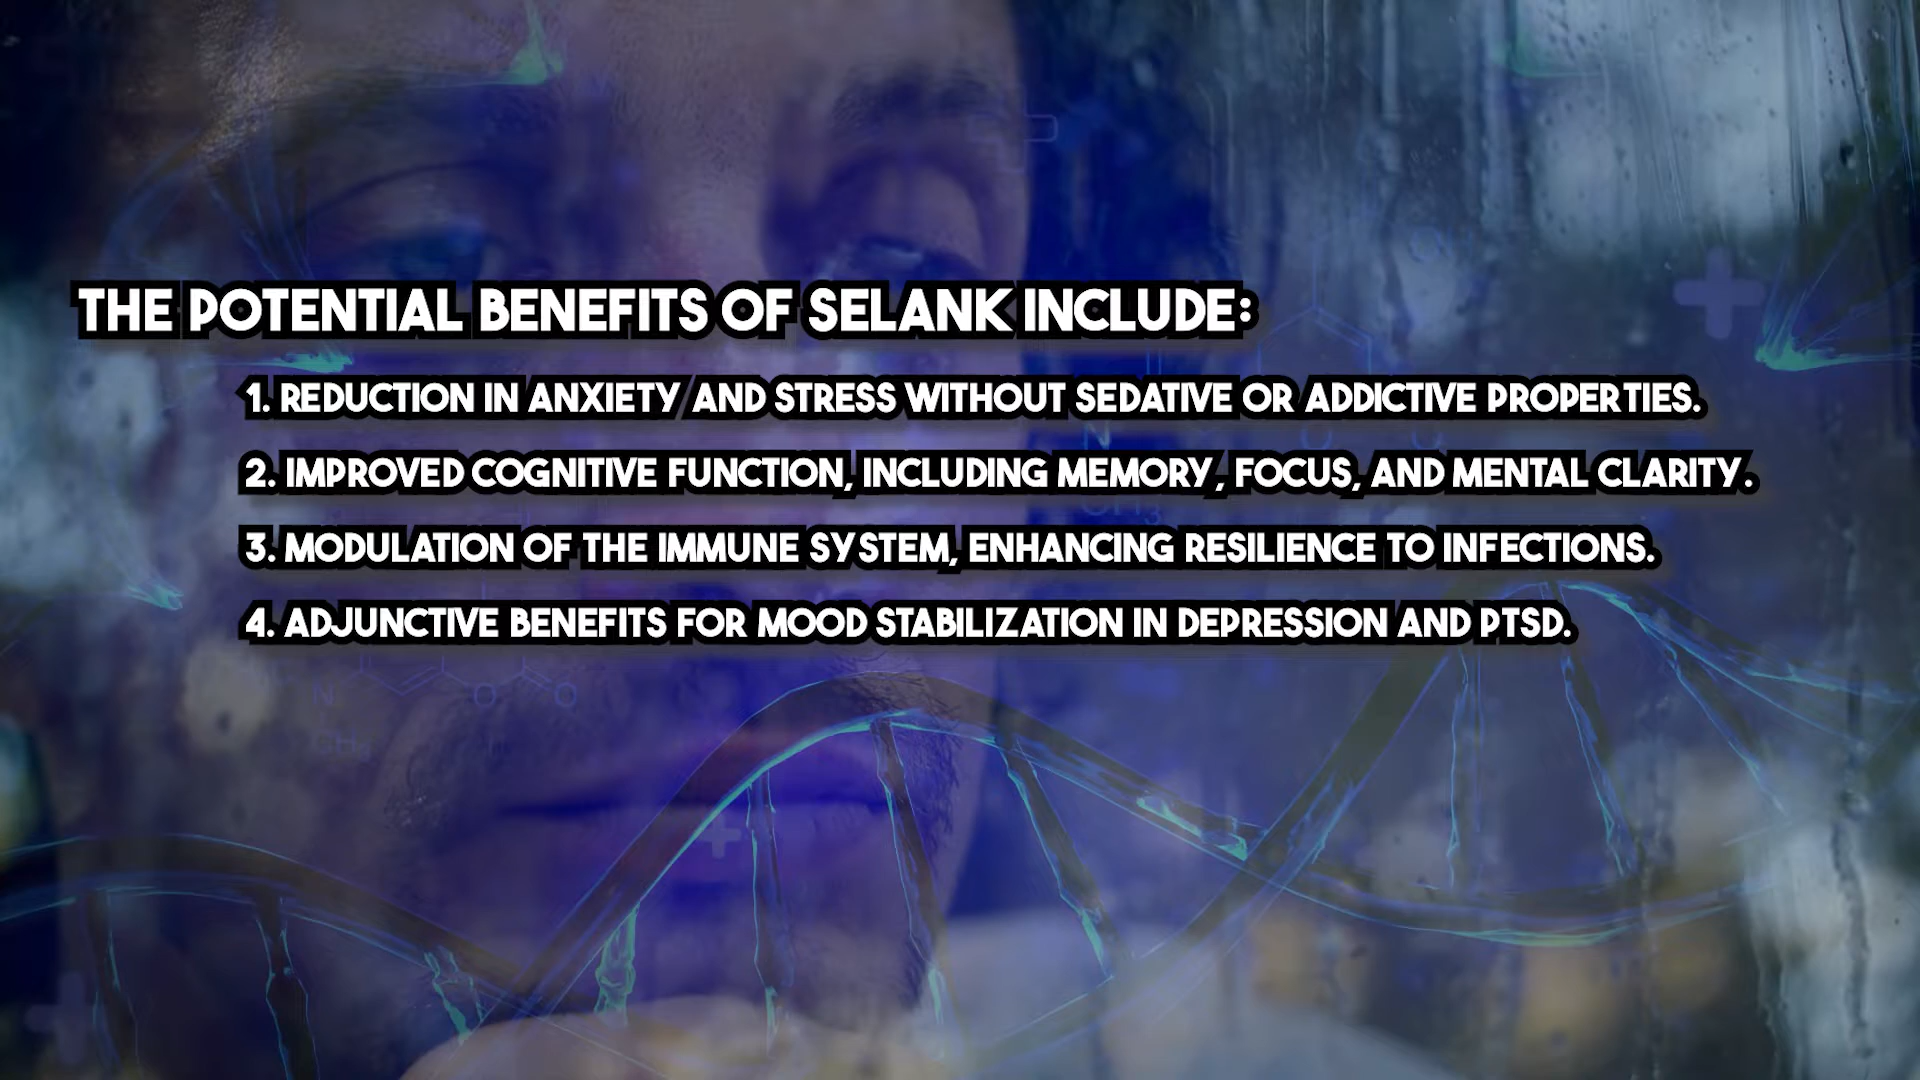 THE POTENTIAL BENEFITS OF SELANK INCLUDE:
1. REDUCTION IN ANXIETY AND STRESS WITHOUT SEDATIVE OR ADDICTIVE PROPERTIES.
2. IMPROVED COGNITIVE FUNCTION, INCLUDING MEMORY, FOCUS, AND MENTAL CLARITY.
3. MODULATION OF THE IMMUNE SYSTEM, ENHANCING RESILIENCE TO INFECTIONS.
4. ADJUNCTIVE BENEFITS FOR MOOD STABILIZATION IN DEPRESSION AND PTSD.